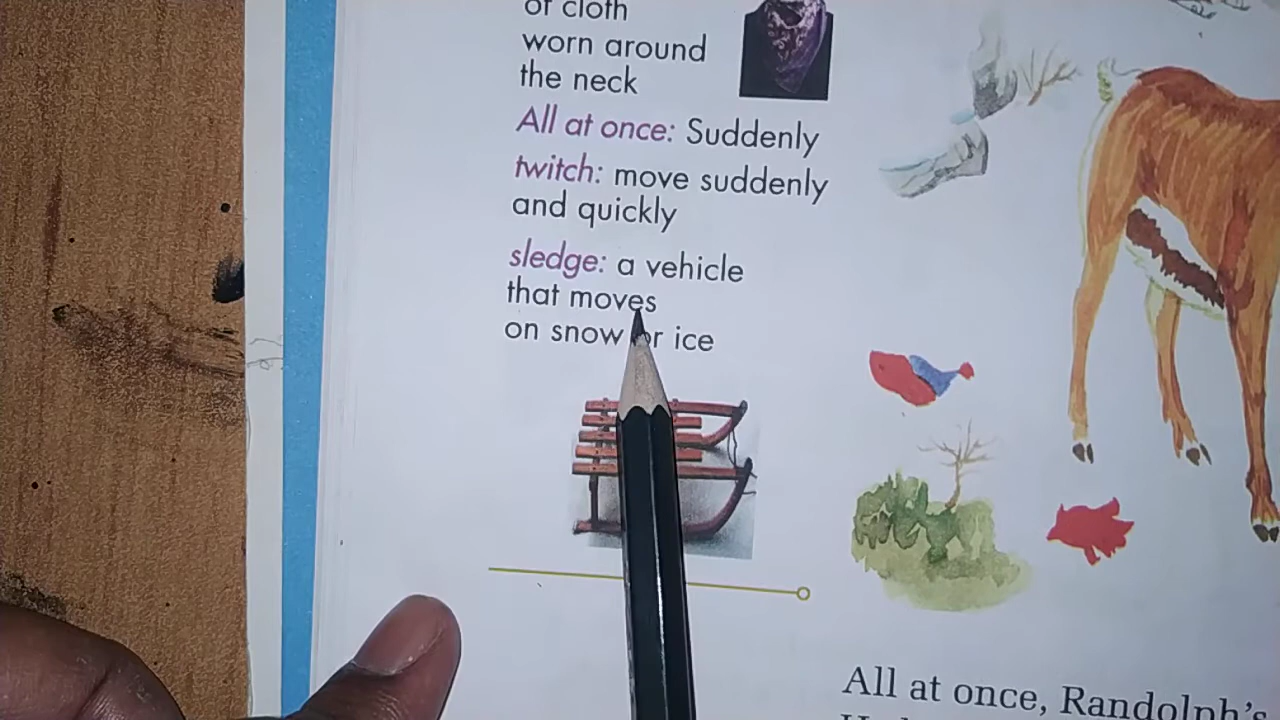 of cloth
worn around
the neck
All at once: Suddenly
twitch: move suddenly
and quickly
sledge: a vehicle
that moves
on snow or ice
All at once, Randolph's